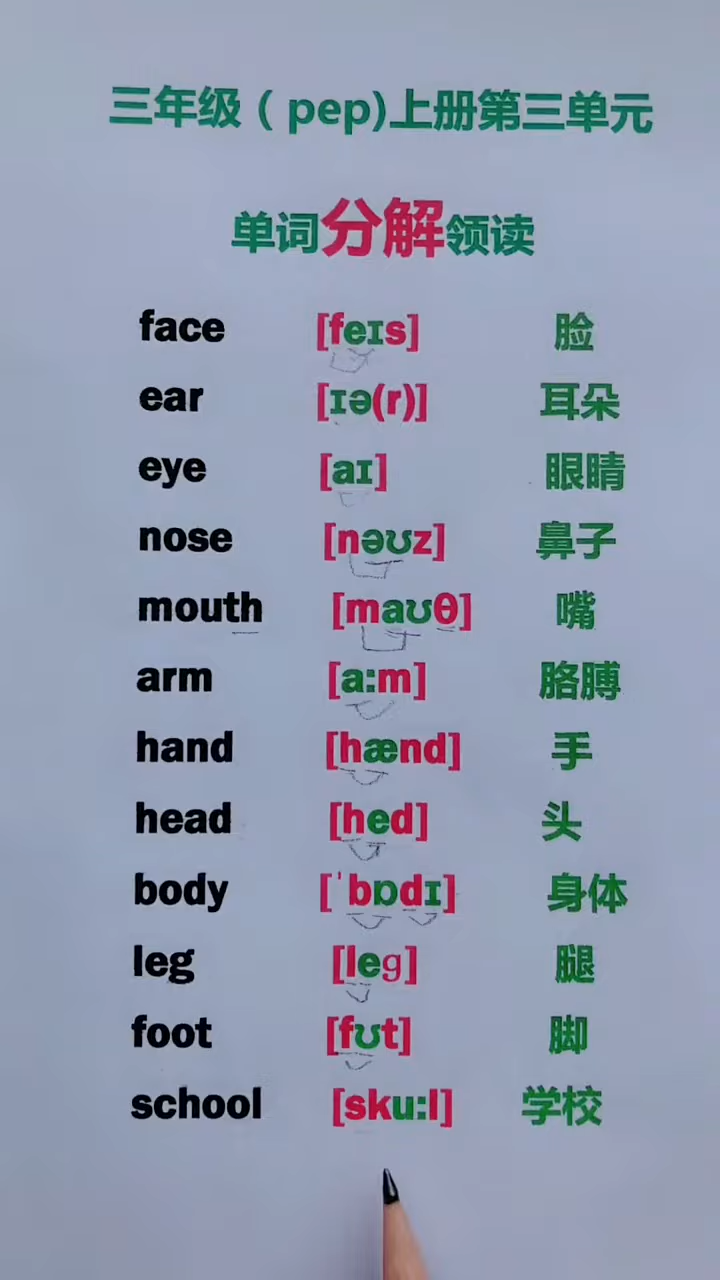 三年级（pep)上册第三单元
单词分解领读
face [feɪs] 脸
ear [ɪə(r)] 耳朵
eye [aɪ] 眼睛
nose [nəʊz] 鼻子
mouth [maʊθ] 嘴
arm [a:m] 胳膊
hand [hænd] 手
head [hed] 头
body [ˈbɒdɪ] 身体
leg [leg] 腿
foot [fʊt] 脚
school [sku:l] 学校